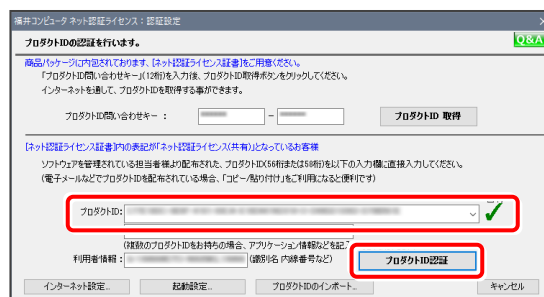 福井コンピュータ ネット認証ライセンス：認証設定
プロダクトIDの認証を行います。
Q&A
商品パッケージに内包されております、[ネット認証ライセンス証書]をご用意ください。
「プロダクトID問い合わせキー」(12桁)を入力後、プロダクトID取得ボタンをクリックしてください。
インターネットを通して、プロダクトIDを取得する事ができます。
プロダクトID問い合わせキー：
-
プロダクトID 取得
[ネット認証ライセンス証書]内の表記が「ネット認証ライセンス(共有)」となっているお客様
ソフトウェアを管理されている担当者様より配布された、プロダクトID(56桁または58桁)を以下の入力欄に直接入力してください。
(電子メールなどでプロダクトIDを配布されている場合、「コピー/貼り付け」をご利用になると便利です)
プロダクトID:
(複数のプロダクトIDをお持ちの場合、アプリケーション情報などを記入
利用者情報：
(識別名 内線番号など)
プロダクトID認証
インターネット設定...
起動設定...
プロダクトIDのインポート...
キャンセル